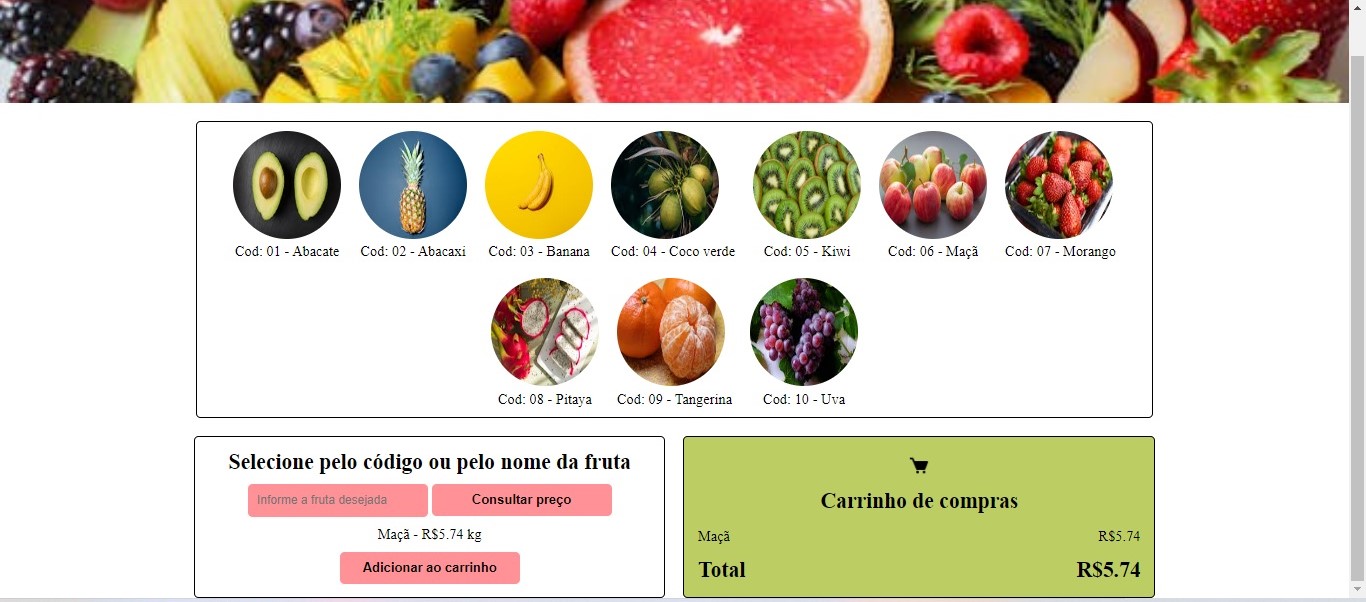 Cod: 01 - Abacate Cod: 02 - Abacaxi Cod: 03 - Banana Cod: 04 - Coco verde Cod: 05 - Kiwi Cod: 06 - Maçã Cod: 07 - Morango
Cod: 08 - Pitaya Cod: 09 - Tangerina Cod: 10 - Uva
Selecione pelo código ou pelo nome da fruta
Informe a fruta desejada Consultar preço
Maçã - R$5.74 kg
Adicionar ao carrinho
Carrinho de compras
Maçã R$5.74
Total R$5.74